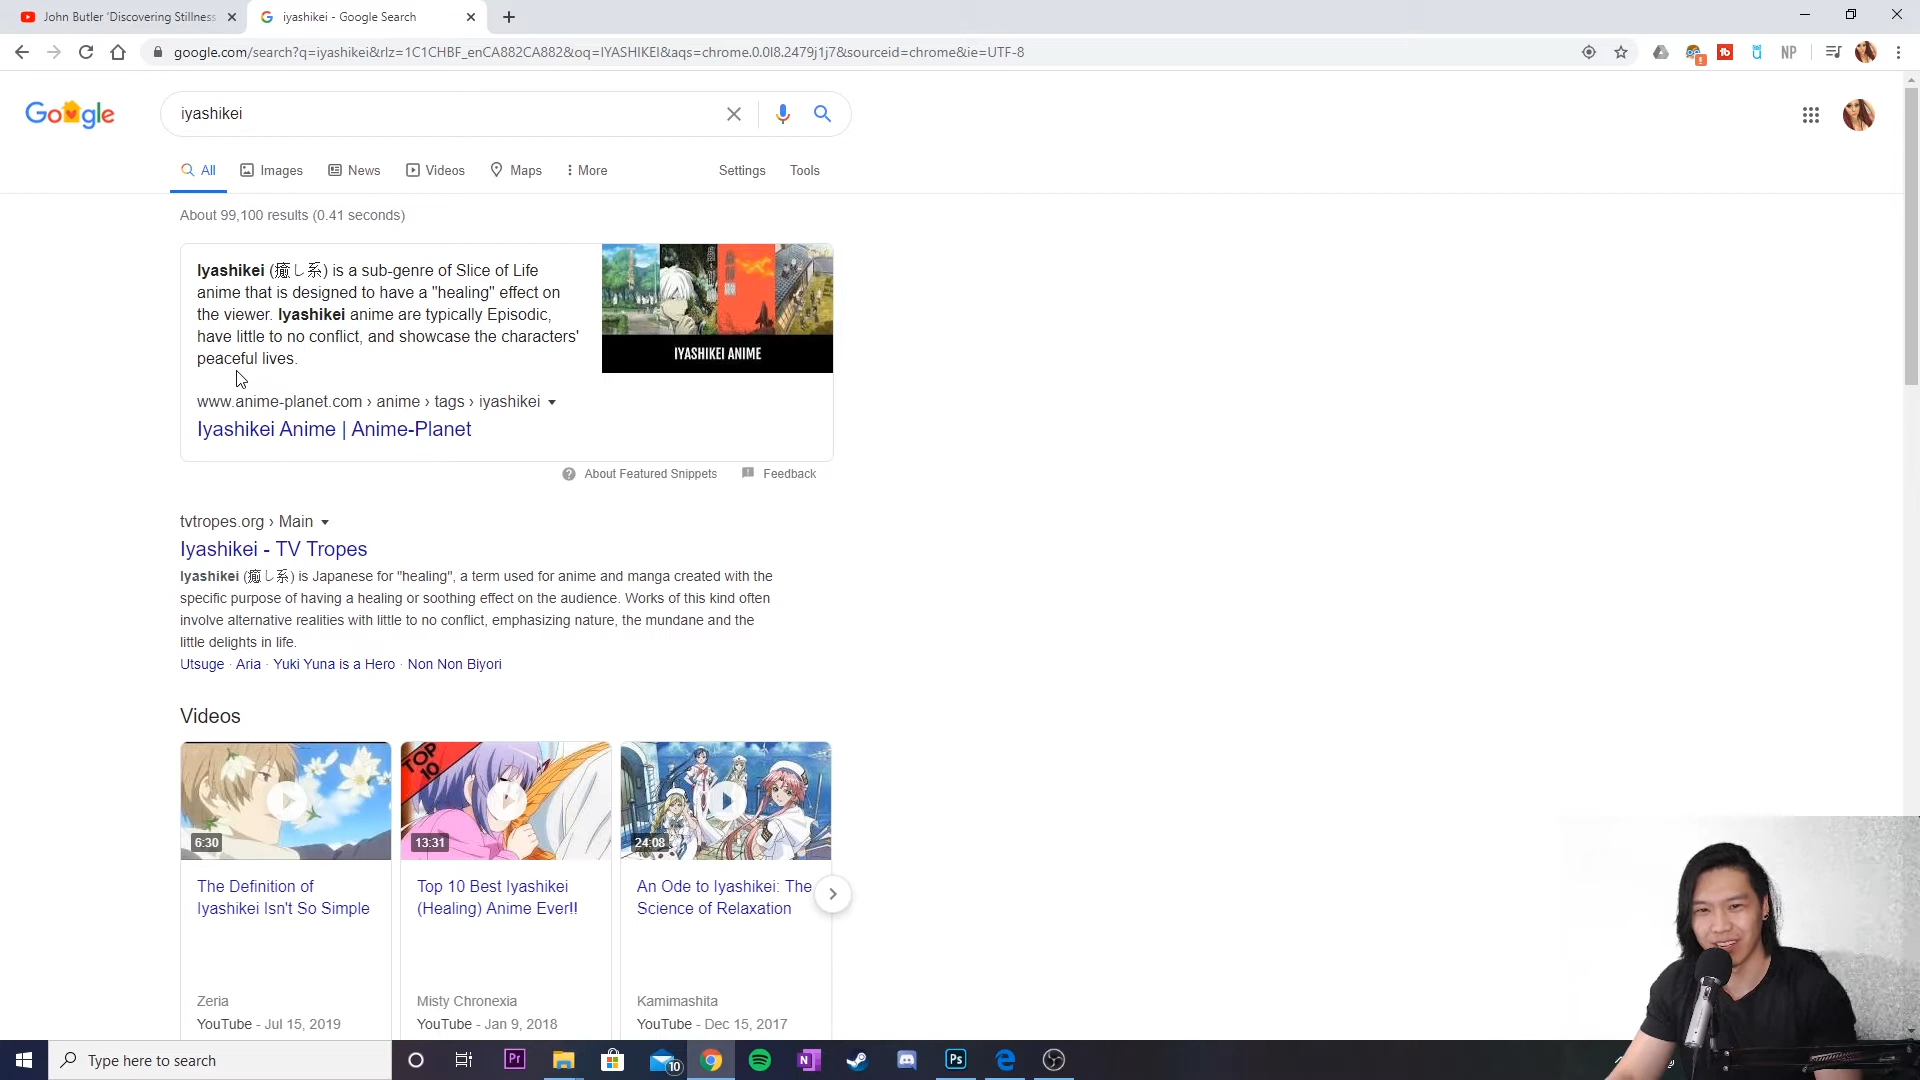 John Butler 'Discovering Stillness
iyashikei - Google Search
google.com/search?q=iyashikei&rlz=1C1CHBF_enCA882CA882&oq=IYASHIKEI&aqs=chrome.0.0l8.2479j1j7&sourceid=chrome&ie=UTF-8
NP
Google
iyashikei
All Images News Videos Maps More Settings Tools
About 99,100 results (0.41 seconds)
Iyashikei (癒し系) is a sub-genre of Slice of Life
anime that is designed to have a "healing" effect on
the viewer. Iyashikei anime are typically Episodic,
have little to no conflict, and showcase the characters'
peaceful lives.
IYASHIKEI ANIME
www.anime-planet.com › anime › tags › iyashikei
Iyashikei Anime | Anime-Planet
About Featured Snippets Feedback
tvtropes.org › Main
Iyashikei - TV Tropes
Iyashikei (癒し系) is Japanese for "healing", a term used for anime and manga created with the
specific purpose of having a healing or soothing effect on the audience. Works of this kind often
involve alternative realities with little to no conflict, emphasizing nature, the mundane and the
little delights in life.
Utsuge · Aria · Yuki Yuna is a Hero · Non Non Biyori
Videos
TOP
10
6:30
13:31
24:08
The Definition of
Iyashikei Isn't So Simple
Top 10 Best Iyashikei
(Healing) Anime Ever!!
An Ode to Iyashikei: The
Science of Relaxation
Zeria
YouTube - Jul 15, 2019
Misty Chronexia
YouTube - Jan 9, 2018
Kamimashita
YouTube - Dec 15, 2017
Type here to search
Pr
10
N
Ps